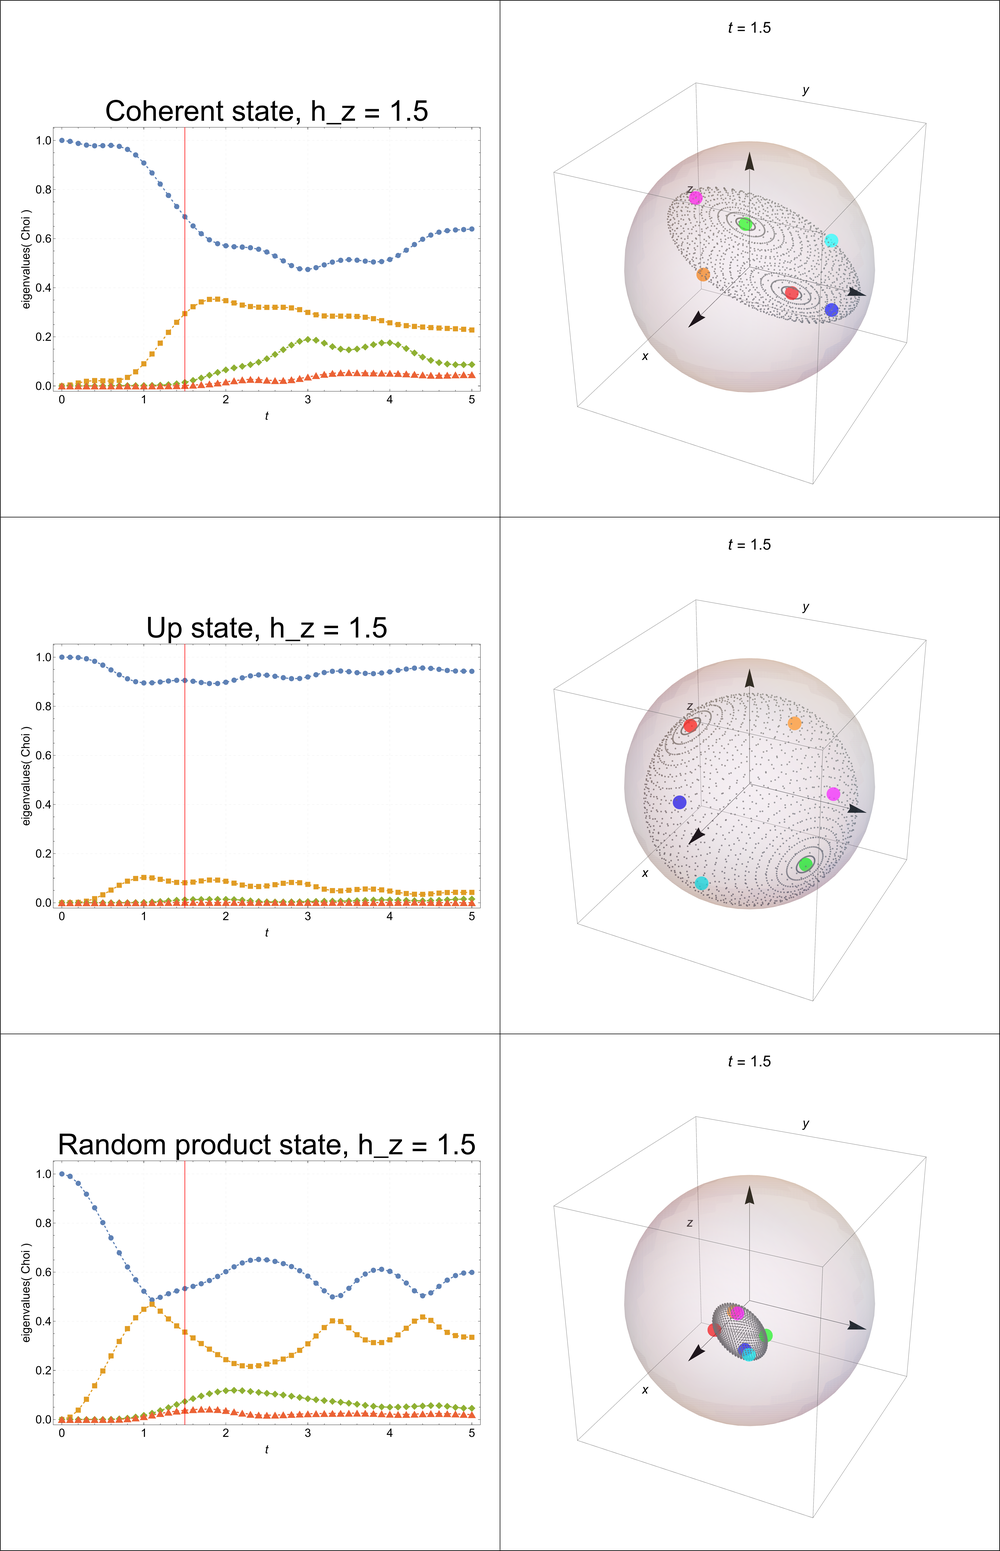 Coherent state, h_z = 1.5
eigenvalues( Choi )
1.0
0.8
0.6
0.4
0.2
0.0
0 1 2 3 4 5
t
t = 1.5
y
z
x
Up state, h_z = 1.5
eigenvalues( Choi )
1.0
0.8
0.6
0.4
0.2
0.0
0 1 2 3 4 5
t
t = 1.5
y
z
x
Random product state, h_z = 1.5
eigenvalues( Choi )
1.0
0.8
0.6
0.4
0.2
0.0
0 1 2 3 4 5
t
t = 1.5
y
z
x